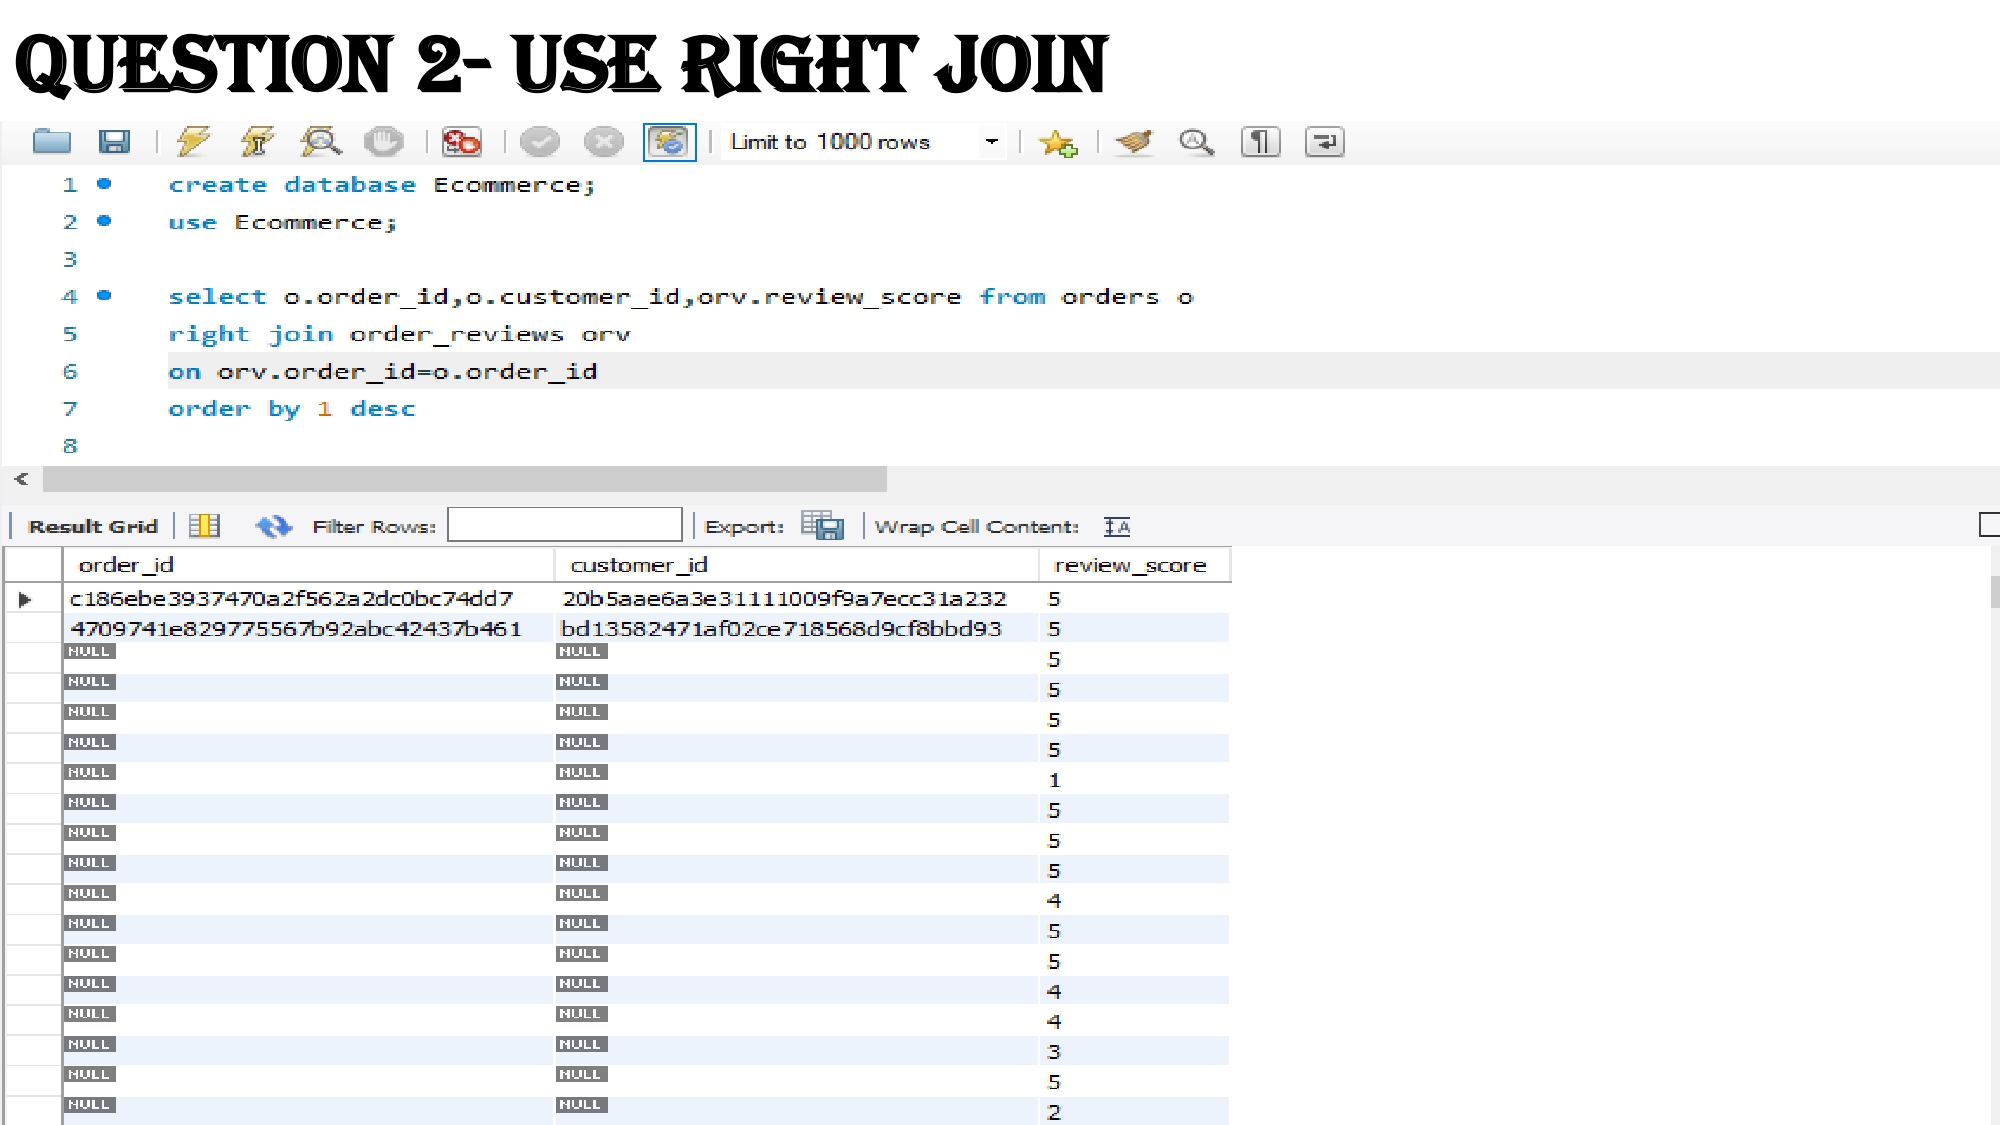 QUESTION 2- USE RIGHT JOIN
Limit to 1000 rows
1 create database Ecommerce;
2 use Ecommerce;
3
4 select o.order_id,o.customer_id,orv.review_score from orders o
5 right join order_reviews orv
6 on orv.order_id=o.order_id
7 order by 1 desc
8
Result Grid Filter Rows: Export: Wrap Cell Content:
order_id customer_id review_score
c186ebe3937470a2f562a2dc0bc74dd7 20b5aae6a3e31111009f9a7ecc31a232 5
4709741e829775567b92abc42437b461 bd13582471af02ce718568d9cf8bbd93 5
NULL NULL 5
NULL NULL 5
NULL NULL 5
NULL NULL 5
NULL NULL 1
NULL NULL 5
NULL NULL 5
NULL NULL 5
NULL NULL 4
NULL NULL 5
NULL NULL 5
NULL NULL 4
NULL NULL 4
NULL NULL 3
NULL NULL 5
NULL NULL 2